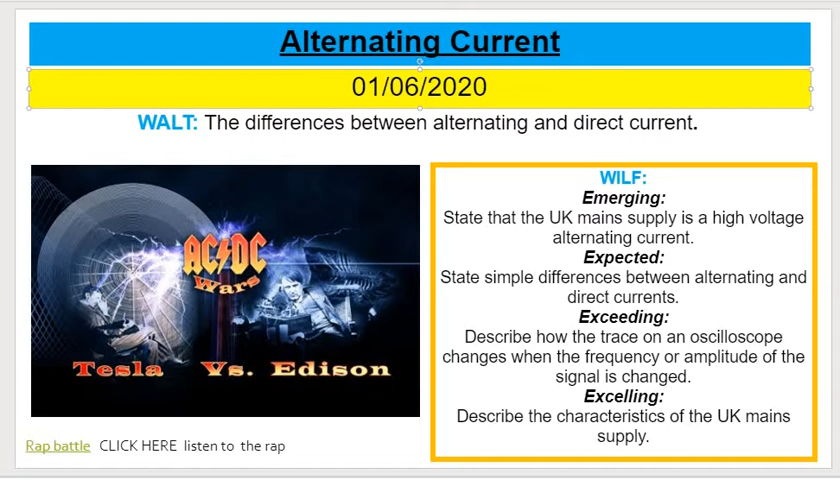 Alternating Current
01/06/2020
WALT: The differences between alternating and direct current.
AC/DC
Wars
Tesla Vs. Edison
Rap battle CLICK HERE listen to the rap
WILF:
Emerging:
State that the UK mains supply is a high voltage
alternating current.
Expected:
State simple differences between alternating and
direct currents.
Exceeding:
Describe how the trace on an oscilloscope
changes when the frequency or amplitude of the
signal is changed.
Excelling:
Describe the characteristics of the UK mains
supply.